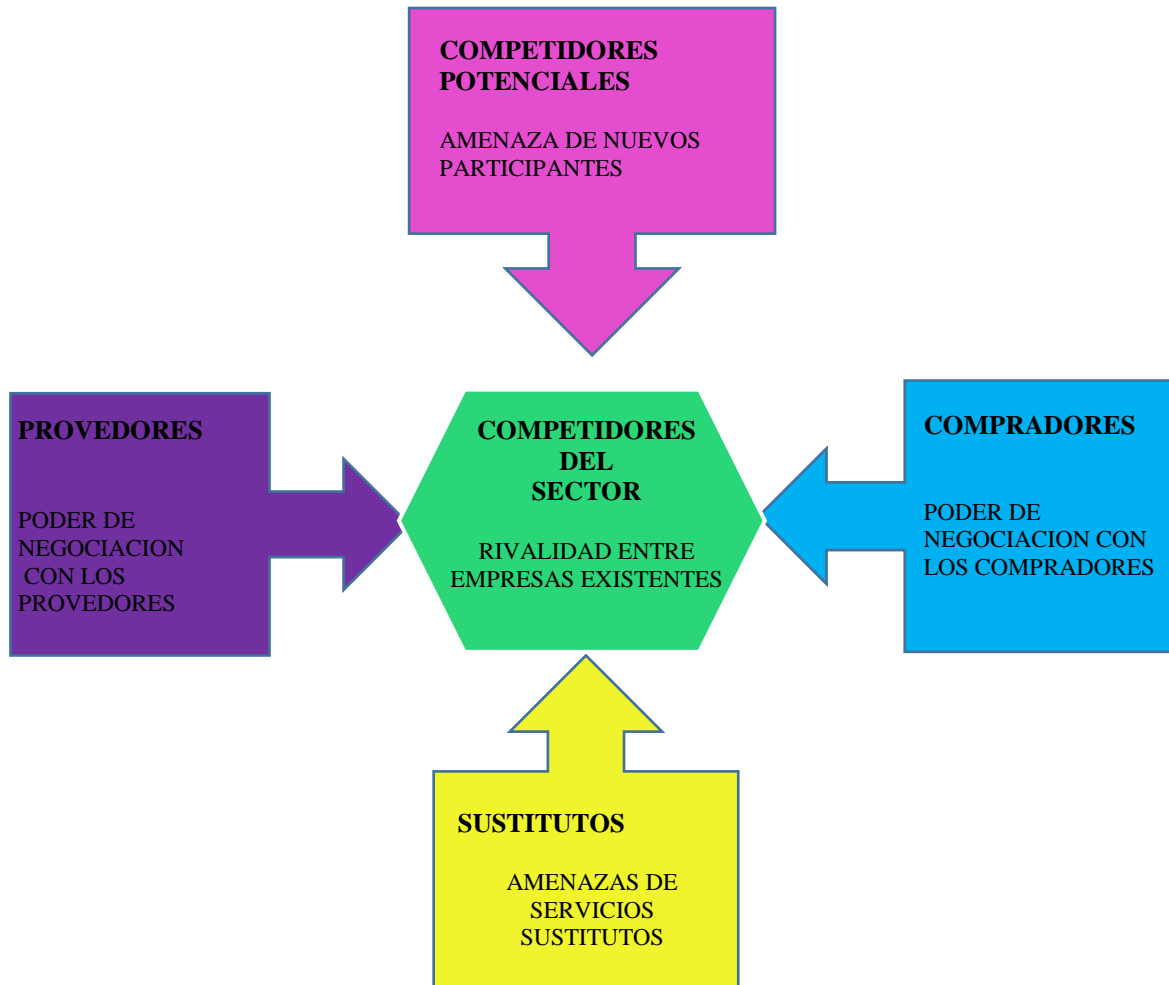 COMPETIDORES
POTENCIALES
AMENAZA DE NUEVOS
PARTICIPANTES
PROVEDORES
PODER DE
NEGOCIACION
CON LOS
PROVEDORES
COMPETIDORES
DEL
SECTOR
RIVALIDAD ENTRE
EMPRESAS EXISTENTES
COMPRADORES
PODER DE
NEGOCIACION CON
LOS COMPRADORES
SUSTITUTOS
AMENAZAS DE
SERVICIOS
SUSTITUTOS